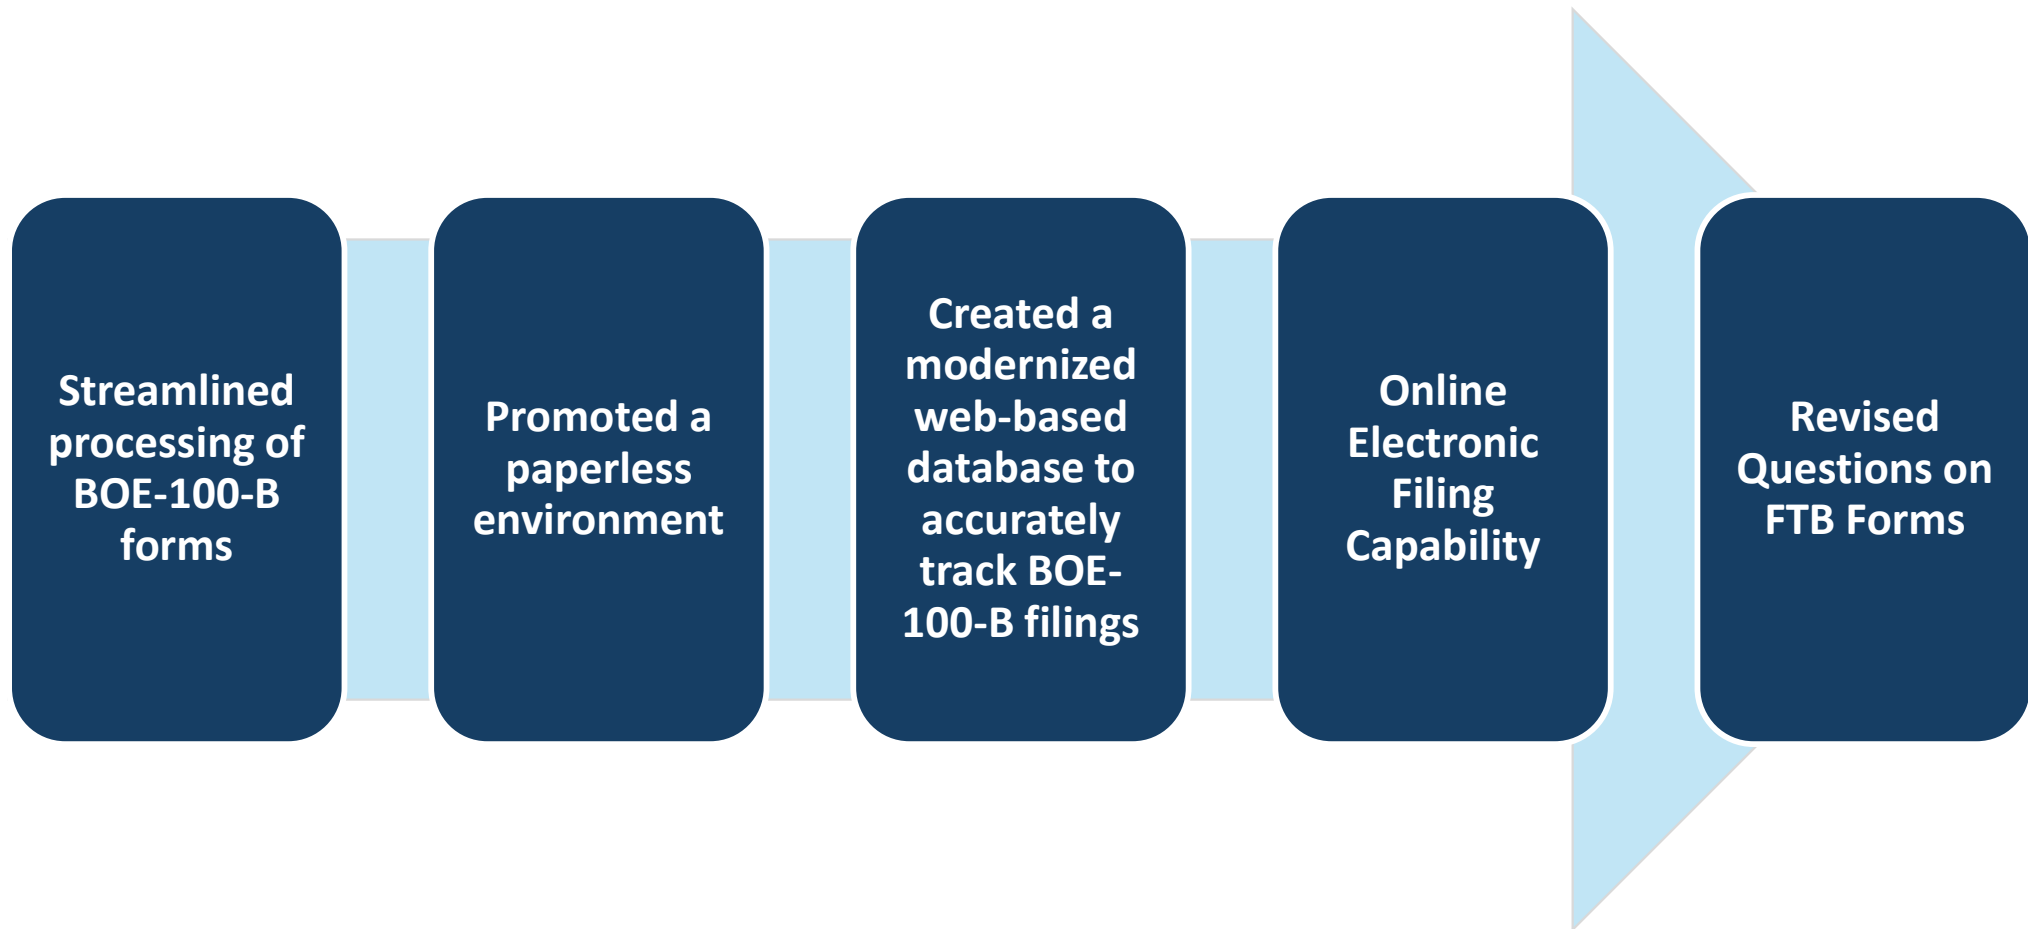 Streamlined
processing of
BOE-100-B
forms
Promoted a
paperless
environment
Created a
modernized
web-based
database to
accurately
track BOE-
100-B filings
Online
Electronic
Filing
Capability
Revised
Questions on
FTB Forms